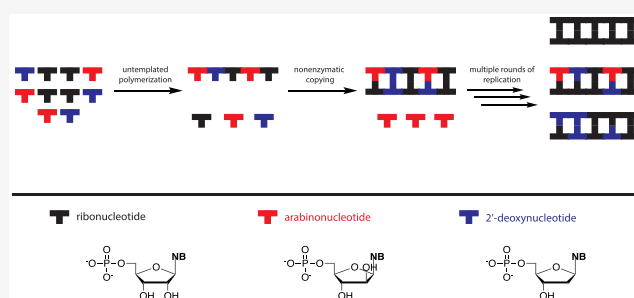 untemplated
polymerization
nonenzymatic
copying
multiple rounds of
replication
ribonucleotide
arabinonucleotide
2'-deoxynucleotide
O
⁻O P O
O⁻
O
NB
OH OH
O
⁻O P O
O⁻
O
OH
NB
OH
O
⁻O P O
O⁻
O
NB
OH